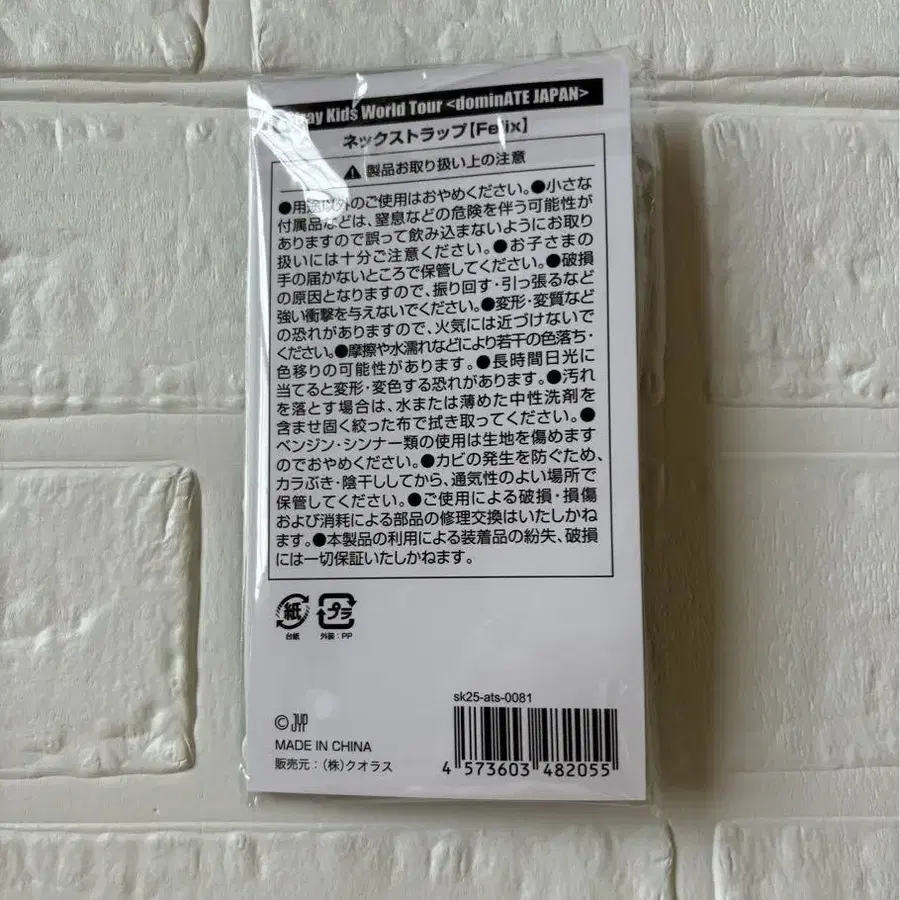 ay Kids World Tour <dominATE JAPAN>
ネックストラップ【Felix】
製品お取り扱い上の注意
●用途以外のご使用はおやめください。●小さな
付属品などは、窒息などの危険を伴う可能性が
ありますので誤って飲み込まないようにお取り
扱いには十分ご注意ください。●お子さまの
手の届かないところで保管してください。●破損
の原因となりますので、振り回す・引っ張るなどの
強い衝撃を与えないでください。●変形・変質など
の恐れがありますので、火気には近づけないで
ください。●摩擦や水濡れなどにより若干の色落ち・
色移りの可能性があります。●長時間日光に
当てると変形・変色する恐れがあります。●汚れ
を落とす場合は、水または薄めた中性洗剤を
含ませ固く絞った布で拭き取ってください。●
ベンジン・シンナー類の使用は生地を傷めます
のでおやめください。●カビの発生を防ぐため、
カラぶき・陰干ししてから、通気性のよい場所で
保管してください。●ご使用による破損・損傷
および消耗による部品の修理交換はいたしかね
ます。●本製品の利用による装着品の紛失、破損
には一切保証いたしかねます。
紙 プラ
台紙 外装：PP
sk25-ats-0081
© JYP
MADE IN CHINA
販売元：（株）クオラス
4 573603 482055